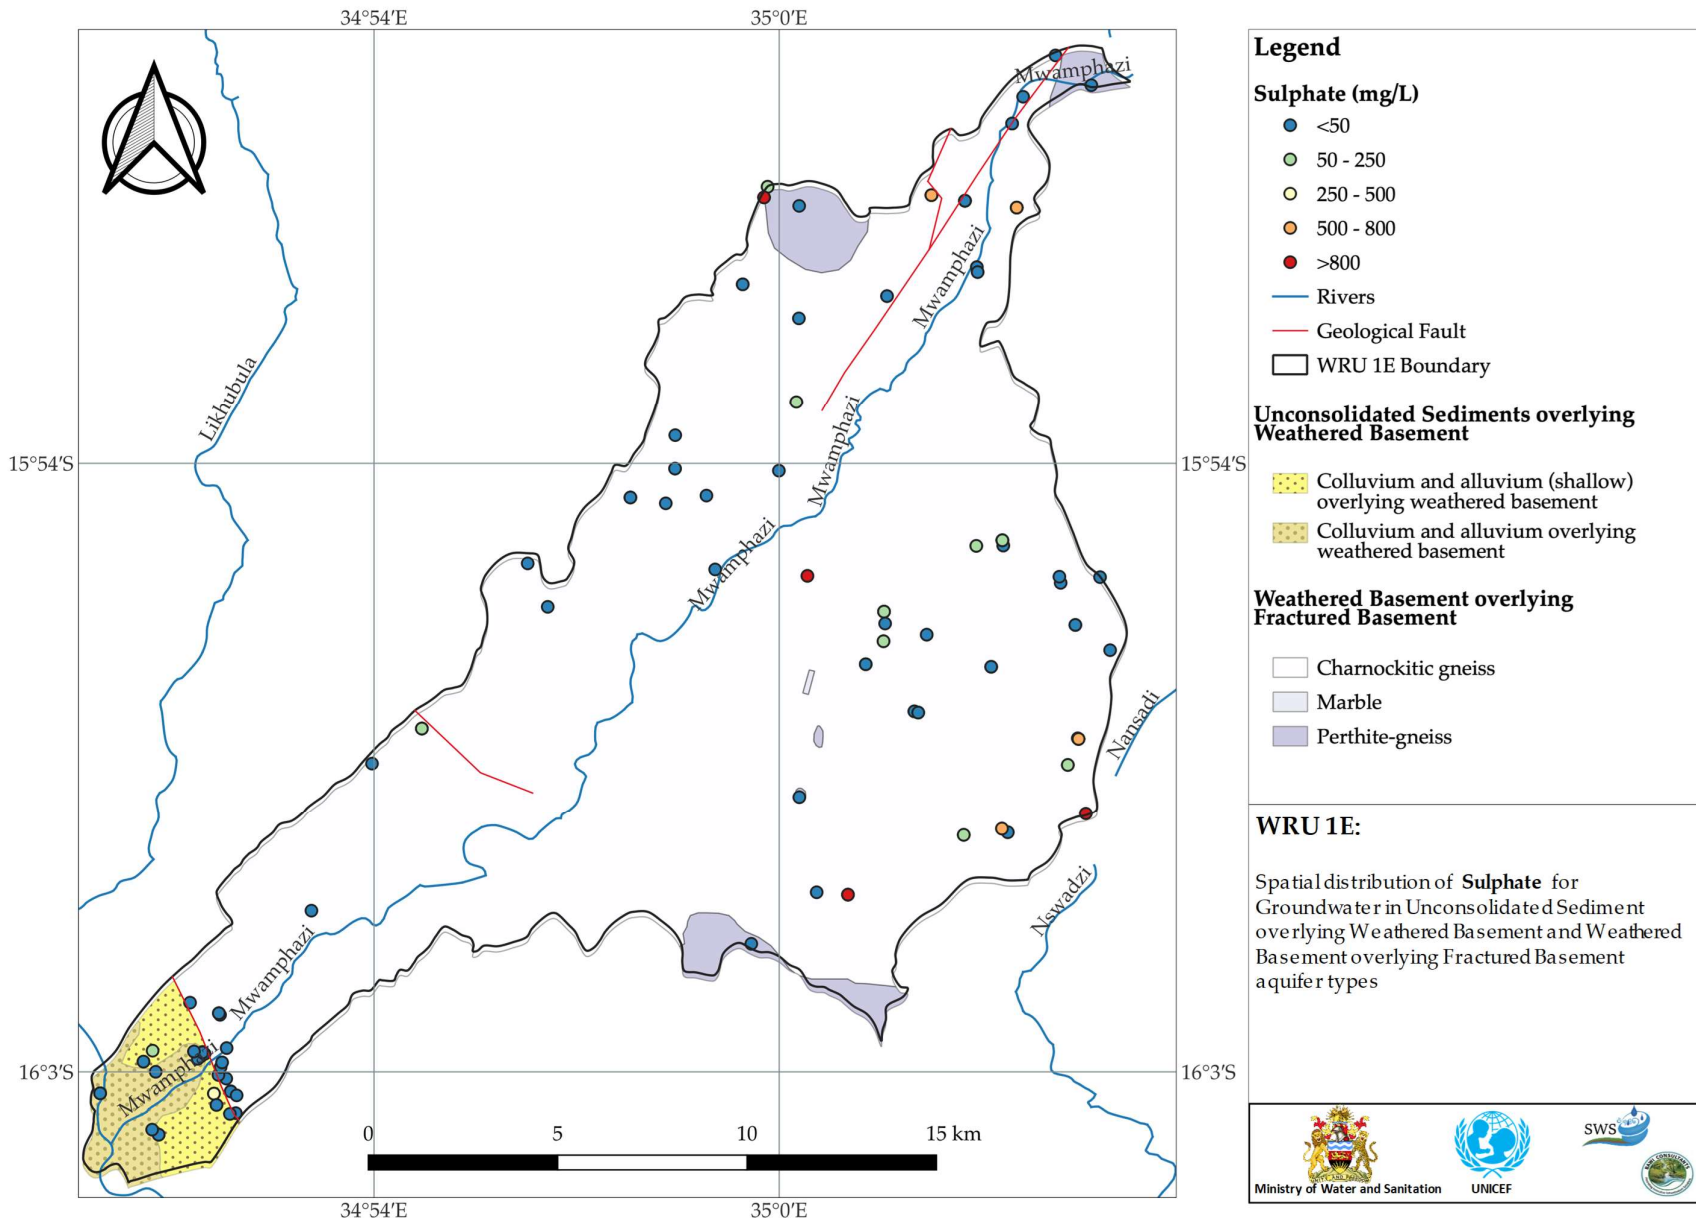 34°54′E
35°0′E
Mwamphazi
Mwamphazi
Likhubula
Mwamphazi
15°54′S
15°54′S
Mwamphazi
Nansadi
Nswadzi
Mwamphazi
16°3′S
16°3′S
Mwamphazi
0 5 10 15 km
34°54′E
35°0′E
Legend
Sulphate (mg/L)
<50
50 - 250
250 - 500
500 - 800
>800
Rivers
Geological Fault
WRU 1E Boundary
Unconsolidated Sediments overlying
Weathered Basement
Colluvium and alluvium (shallow)
overlying weathered basement
Colluvium and alluvium overlying
weathered basement
Weathered Basement overlying
Fractured Basement
Charnockitic gneiss
Marble
Perthite-gneiss
WRU 1E:
Spatial distribution of Sulphate for
Groundwater in Unconsolidated Sediment
overlying Weathered Basement and Weathered
Basement overlying Fractured Basement
aquifer types
SWS
Ministry of Water and Sanitation
UNICEF